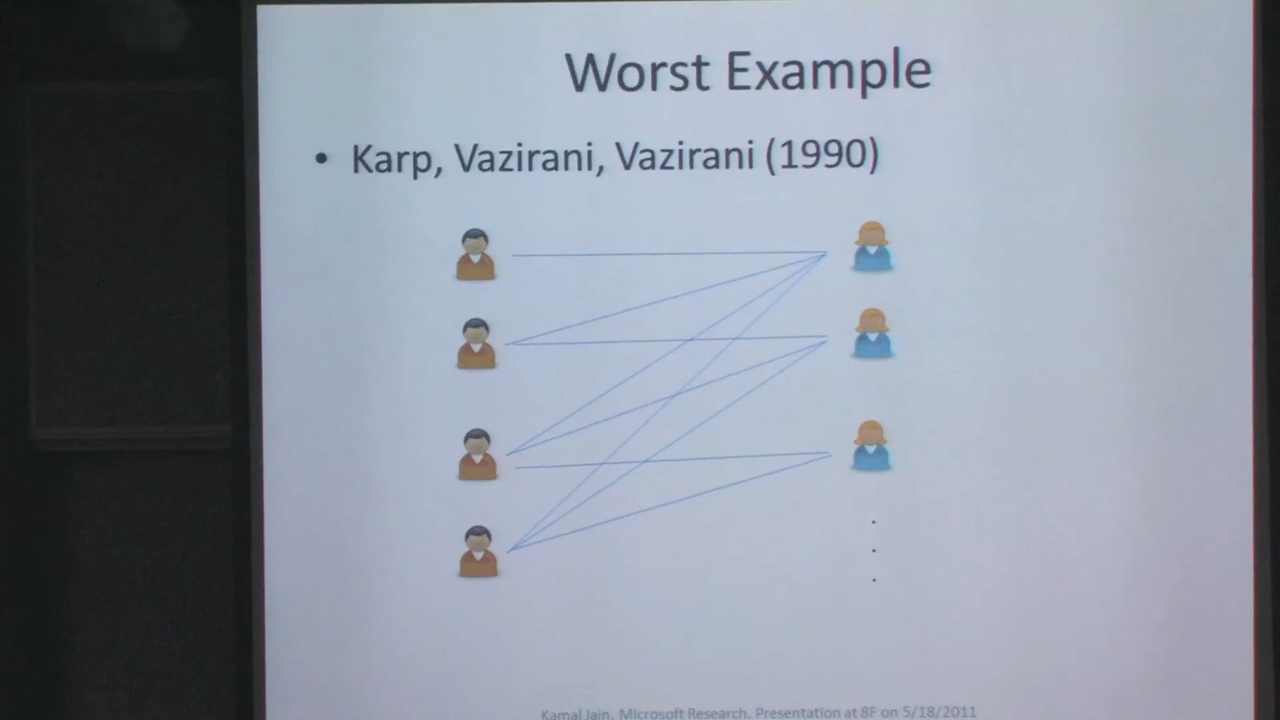 Worst Example
• Karp, Vazirani, Vazirani (1990)
Kamal Jain, Microsoft Research. Presentation at 8F on 5/18/2011